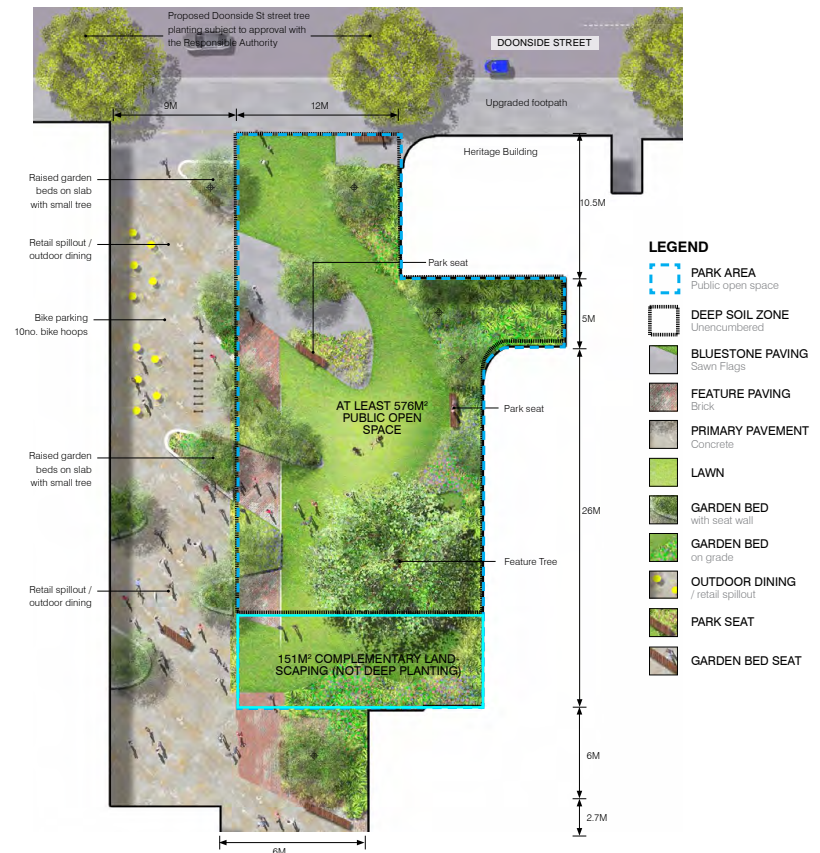 Proposed Doonside St street tree
planting subject to approval with
the Responsible Authority
DOONSIDE STREET
Upgraded footpath
9M
12M
Heritage Building
Raised garden
beds on slab
with small tree
10.5M
Retail spillout /
outdoor dining
Park seat
Bike parking
10no. bike hoops
5M
AT LEAST 576M²
PUBLIC OPEN
SPACE
Park seat
Raised garden
beds on slab
with small tree
26M
Feature Tree
Retail spillout /
outdoor dining
151M² COMPLEMENTARY LAND-
SCAPING (NOT DEEP PLANTING)
6M
2.7M
6M
LEGEND
PARK AREA
Public open space
DEEP SOIL ZONE
Unencumbered
BLUESTONE PAVING
Sawn Flags
FEATURE PAVING
Brick
PRIMARY PAVEMENT
Concrete
LAWN
GARDEN BED
with seat wall
GARDEN BED
on grade
OUTDOOR DINING
/ retail spillout
PARK SEAT
GARDEN BED SEAT